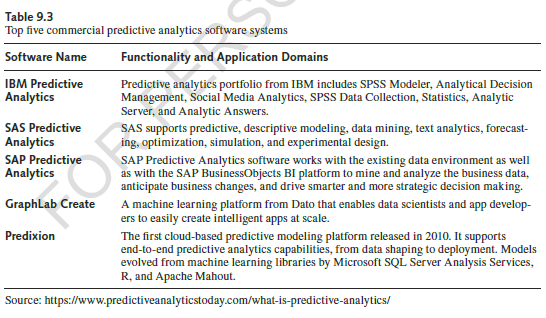 Table 9.3
Top five commercial predictive analytics software systems
Software Name Functionality and Application Domains
IBM Predictive Analytics Predictive analytics portfolio from IBM includes SPSS Modeler, Analytical Decision
Management, Social Media Analytics, SPSS Data Collection, Statistics, Analytic
Server, and Analytic Answers.
SAS Predictive Analytics SAS supports predictive, descriptive modeling, data mining, text analytics, forecast-
ing, optimization, simulation, and experimental design.
SAP Predictive Analytics SAP Predictive Analytics software works with the existing data environment as well
as with the SAP BusinessObjects BI platform to mine and analyze the business data,
anticipate business changes, and drive smarter and more strategic decision making.
GraphLab Create A machine learning platform from Dato that enables data scientists and app devel-
opers to easily create intelligent apps at scale.
Predixion The first cloud-based predictive modeling platform released in 2010. It supports
end-to-end predictive analytics capabilities, from data shaping to deployment. Models
evolved from machine learning libraries by Microsoft SQL Server Analysis Services,
R, and Apache Mahout.
Source: https://www.predictiveanalyticstoday.com/what-is-predictive-analytics/
FOR PERSO